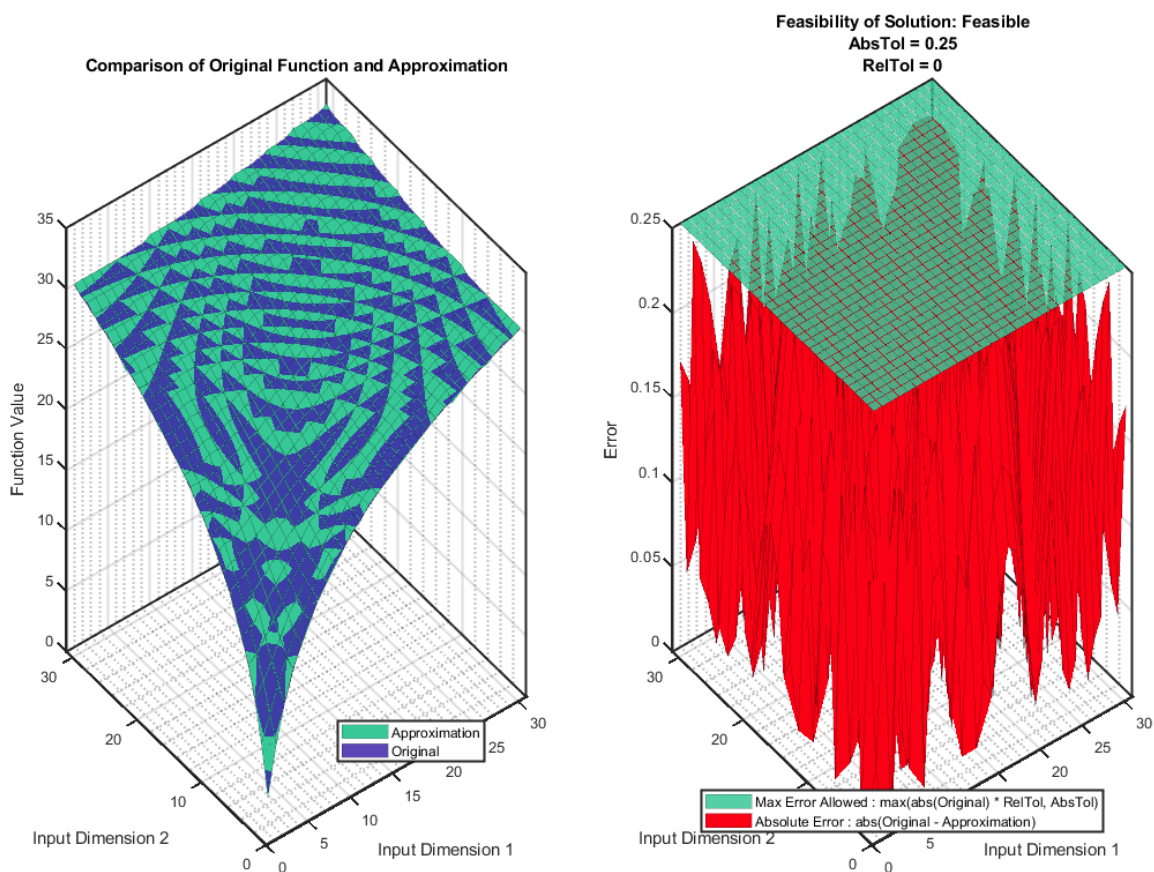 Comparison of Original Function and Approximation
35
30
25
20
15
10
5
0
Function Value
30
20
10
0
Input Dimension 2
0
5
10
15
20
25
30
Input Dimension 1
Approximation
Original
Feasibility of Solution: Feasible
AbsTol = 0.25
RelTol = 0
0.25
0.2
0.15
0.1
0.05
0
Error
30
20
0
Input Dimension 2
0
5
20
25
30
Input Dimension 1
Max Error Allowed : max(abs(Original) * RelTol, AbsTol)
Absolute Error : abs(Original - Approximation)